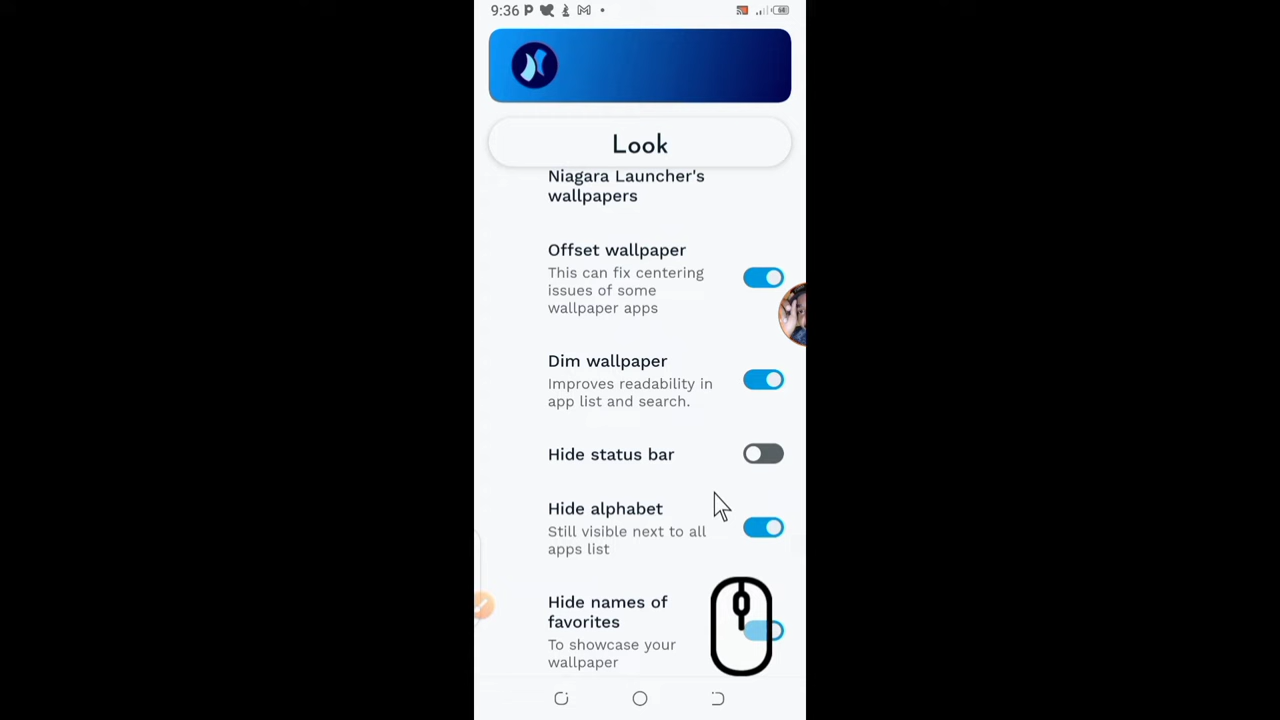 9:36
68
Look
Niagara Launcher's
wallpapers
Offset wallpaper
This can fix centering
issues of some
wallpaper apps
Dim wallpaper
Improves readability in
app list and search.
Hide status bar
Hide alphabet
Still visible next to all
apps list
Hide names of
favorites
To showcase your
wallpaper